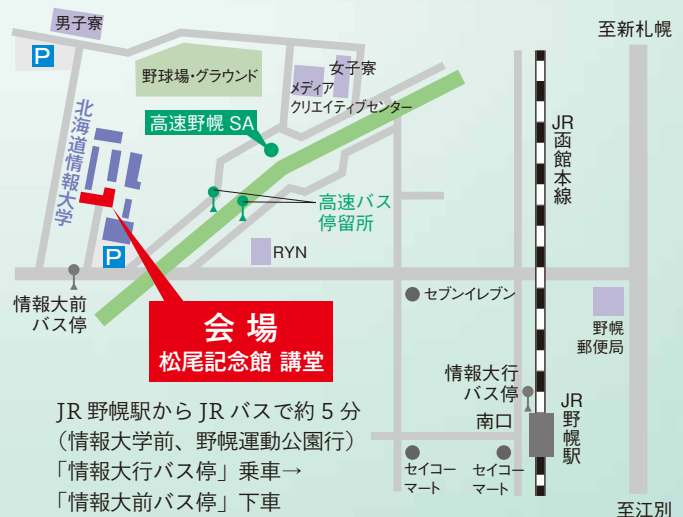 男子寮
P
野球場・グラウンド
女子寮
メディア
クリエイティブセンター
至新札幌
高速野幌 SA
JR函館本線
北海道情報大学
高速バス
停留所
P
RYN
情報大前
バス停
会 場
松尾記念館 講堂
セブンイレブン
野幌
郵便局
情報大行
バス停
南口
JR野幌駅
セイコー
マート
セイコー
マート
JR 野幌駅から JR バスで約 5 分
（情報大学前、野幌運動公園行）
「情報大行バス停」乗車→
「情報大前バス停」下車
至江別